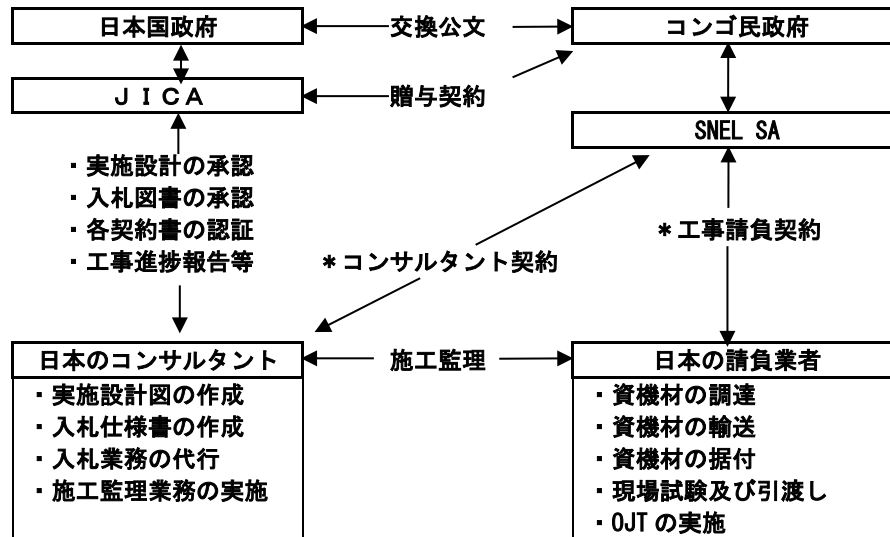 日本国政府
交換公文
コンゴ民政府
ＪＩＣＡ
贈与契約
SNEL SA
・実施設計の承認
・入札図書の承認
・各契約書の認証
・工事進捗報告等
＊コンサルタント契約
＊工事請負契約
日本のコンサルタント
施工監理
日本の請負業者
・実施設計図の作成
・入札仕様書の作成
・入札業務の代行
・施工監理業務の実施
・資機材の調達
・資機材の輸送
・資機材の据付
・現場試験及び引渡し
・OJT の実施